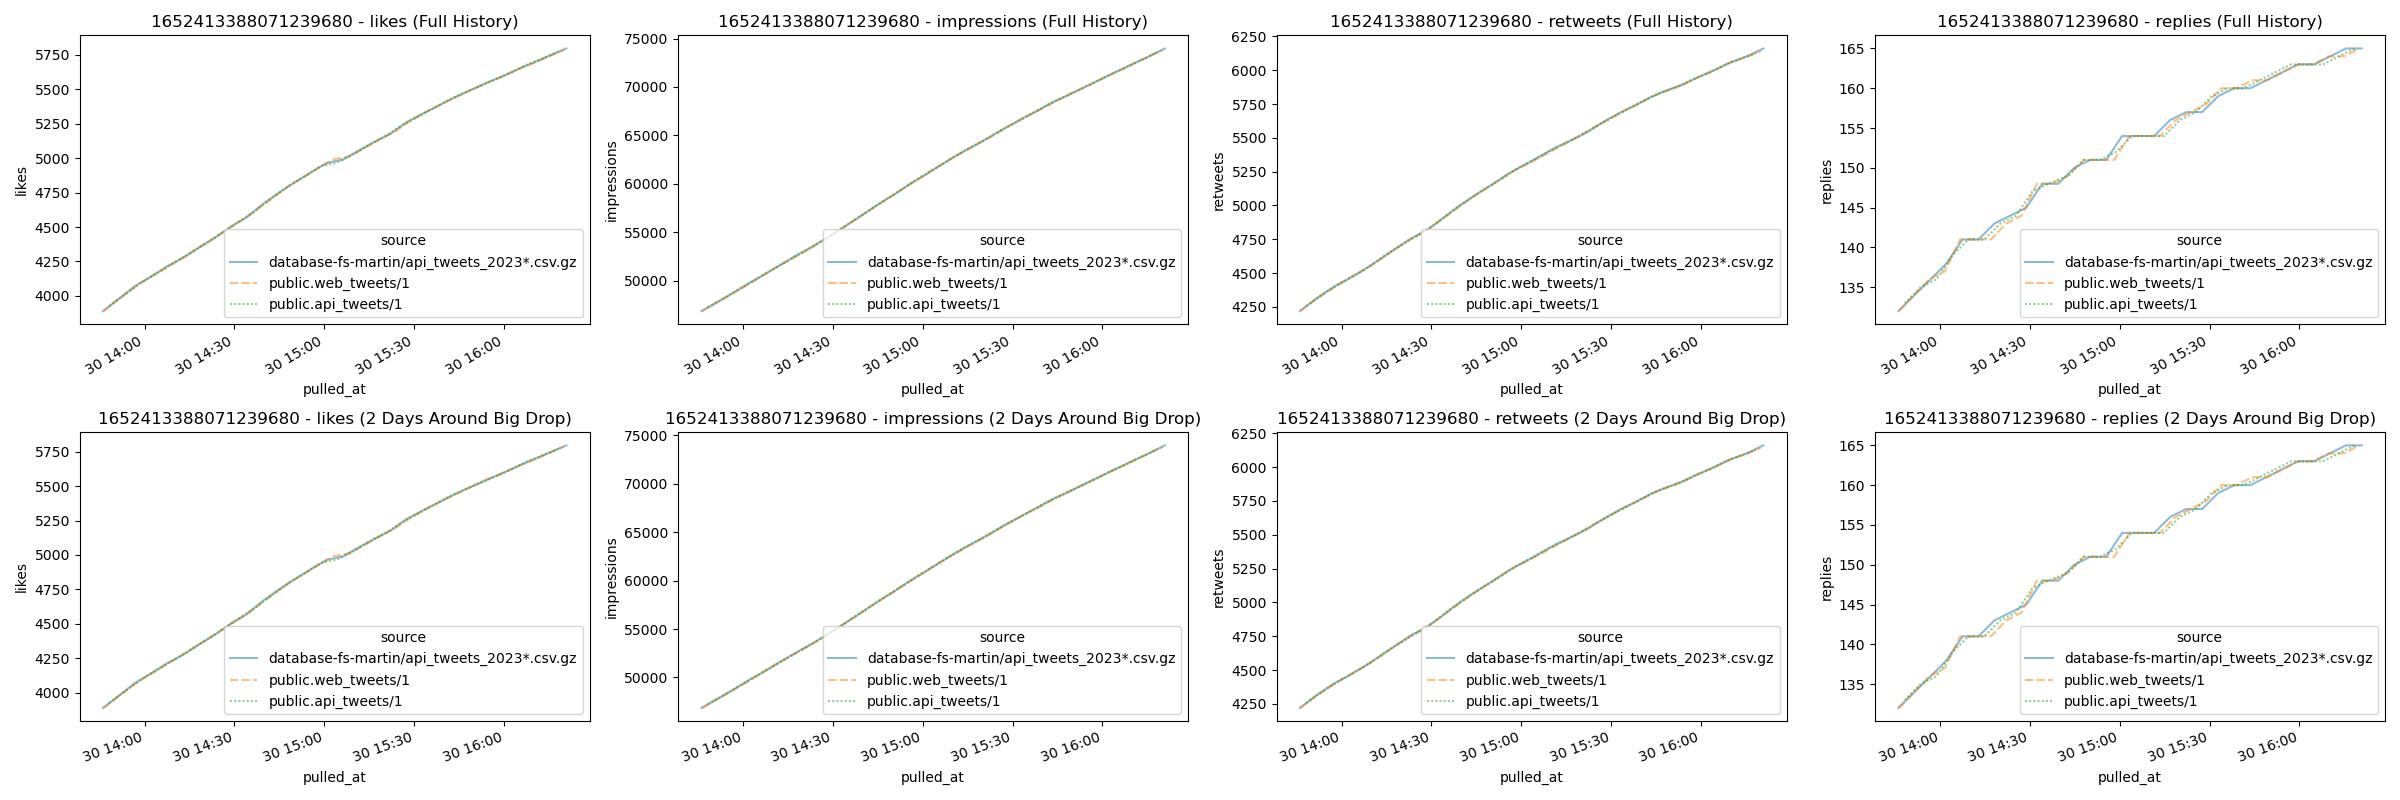 1652413388071239680 - likes (Full History)
5750
5500
5250
5000
4750
4500
4250
4000
likes
source
database-fs-martin/api_tweets_2023*.csv.gz
public.web_tweets/1
public.api_tweets/1
30 14:00
30 14:30
30 15:00
30 15:30
30 16:00
pulled_at
1652413388071239680 - impressions (Full History)
75000
70000
65000
60000
55000
50000
impressions
source
database-fs-martin/api_tweets_2023*.csv.gz
public.web_tweets/1
public.api_tweets/1
30 14:00
30 14:30
30 15:00
30 15:30
30 16:00
pulled_at
1652413388071239680 - retweets (Full History)
6250
6000
5750
5500
5250
5000
4750
4500
4250
retweets
source
database-fs-martin/api_tweets_2023*.csv.gz
public.web_tweets/1
public.api_tweets/1
30 14:00
30 14:30
30 15:00
30 15:30
30 16:00
pulled_at
1652413388071239680 - replies (Full History)
165
160
155
150
145
140
135
replies
source
database-fs-martin/api_tweets_2023*.csv.gz
public.web_tweets/1
public.api_tweets/1
30 14:00
30 14:30
30 15:00
30 15:30
30 16:00
pulled_at
1652413388071239680 - likes (2 Days Around Big Drop)
5750
5500
5250
5000
4750
4500
4250
4000
likes
source
database-fs-martin/api_tweets_2023*.csv.gz
public.web_tweets/1
public.api_tweets/1
30 14:00
30 14:30
30 15:00
30 15:30
30 16:00
pulled_at
1652413388071239680 - impressions (2 Days Around Big Drop)
75000
70000
65000
60000
55000
50000
impressions
source
database-fs-martin/api_tweets_2023*.csv.gz
public.web_tweets/1
public.api_tweets/1
30 14:00
30 14:30
30 15:00
30 15:30
30 16:00
pulled_at
1652413388071239680 - retweets (2 Days Around Big Drop)
6250
6000
5750
5500
5250
5000
4750
4500
4250
retweets
source
database-fs-martin/api_tweets_2023*.csv.gz
public.web_tweets/1
public.api_tweets/1
30 14:00
30 14:30
30 15:00
30 15:30
30 16:00
pulled_at
1652413388071239680 - replies (2 Days Around Big Drop)
165
160
155
150
145
140
135
replies
source
database-fs-martin/api_tweets_2023*.csv.gz
public.web_tweets/1
public.api_tweets/1
30 14:00
30 14:30
30 15:00
30 15:30
30 16:00
pulled_at